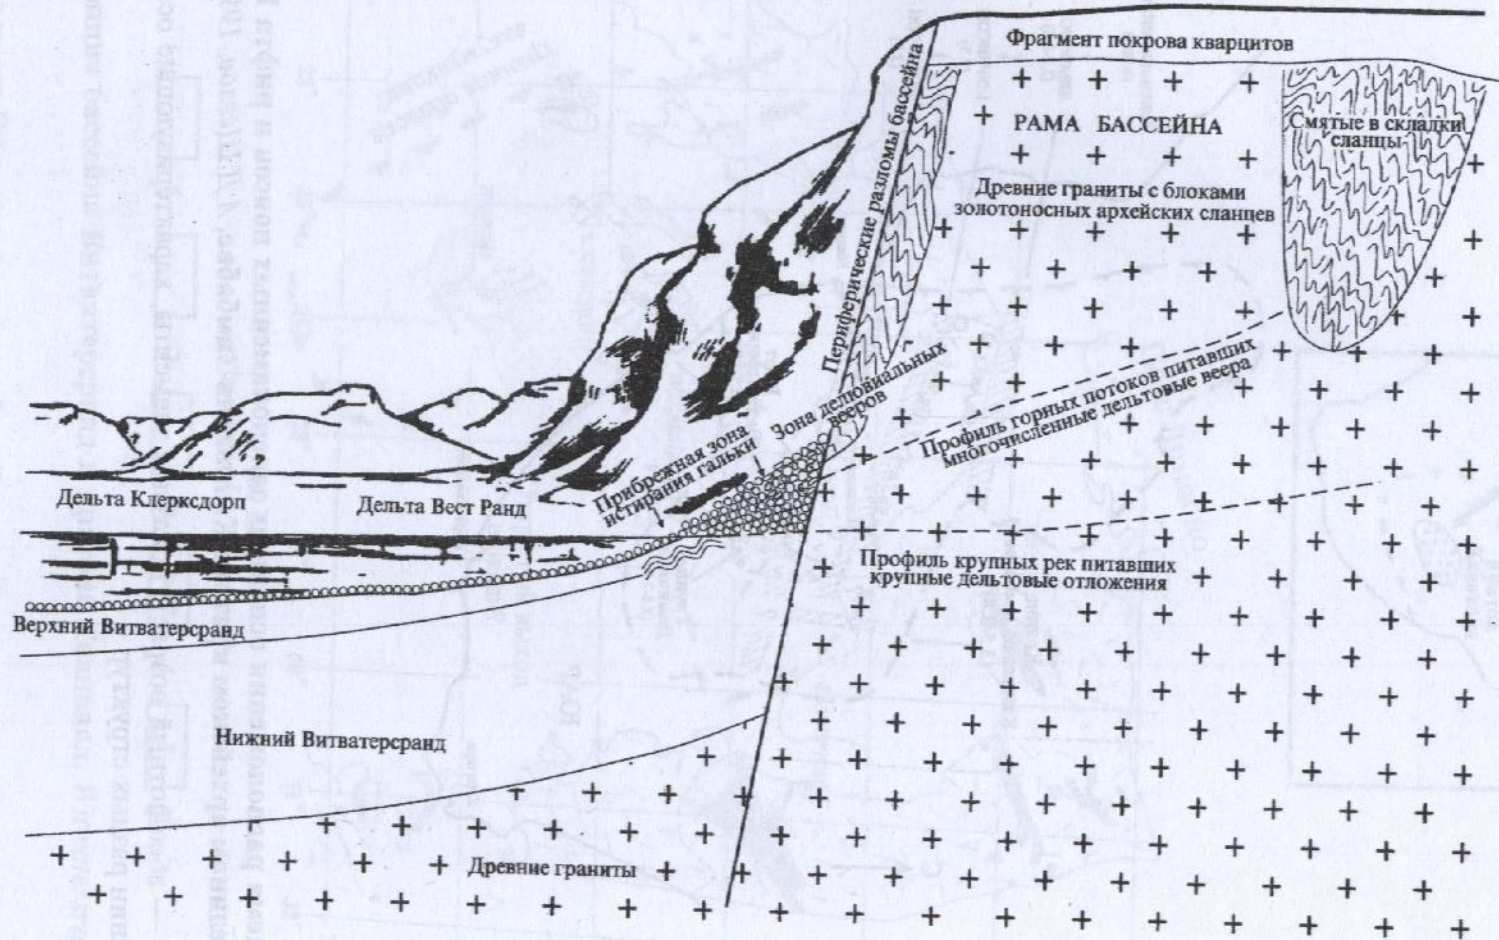 Фрагмент покрова кварцитов
РАМА БАССЕЙНА
Смятые в складки
сланцы
Древние граниты с блоками
золотоносных архейских сланцев
Периферические разломы бассейна
Профиль горных потоков питавших
многочисленные дельтовые веера
Зона делювиальных
вееров
Прибрежная зона
истирания гальки
Дельта Клерксдорп
Дельта Вест Ранд
Профиль крупных рек питавших
крупные дельтовые отложения
Верхний Витватерсранд
Нижний Витватерсранд
Древние граниты